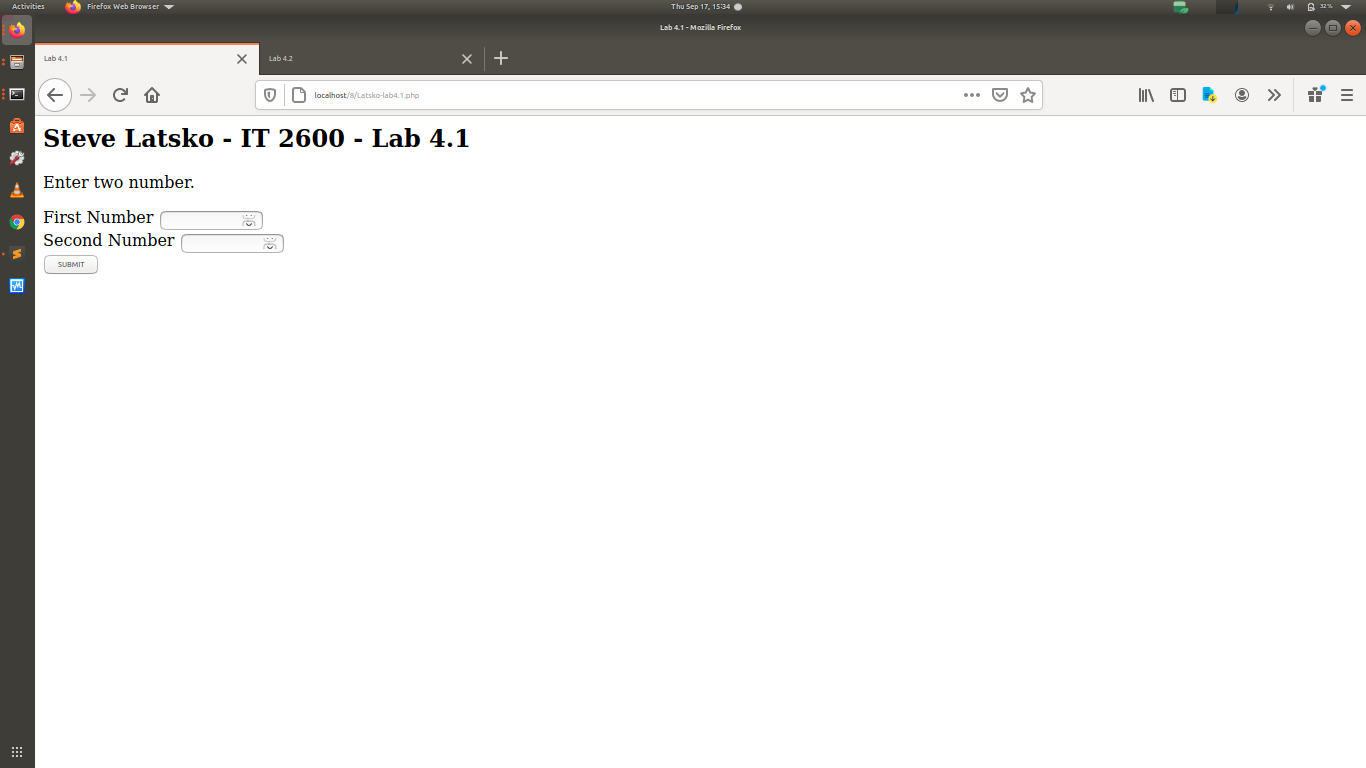 Activities Firefox Web Browser Thu Sep 17, 15:34 32 %
Lab 4.1 - Mozilla Firefox
Lab 4.1 Lab 4.2
localhost/8/Latsko-lab4.1.php
Steve Latsko - IT 2600 - Lab 4.1
Enter two number.
First Number
Second Number
SUBMIT